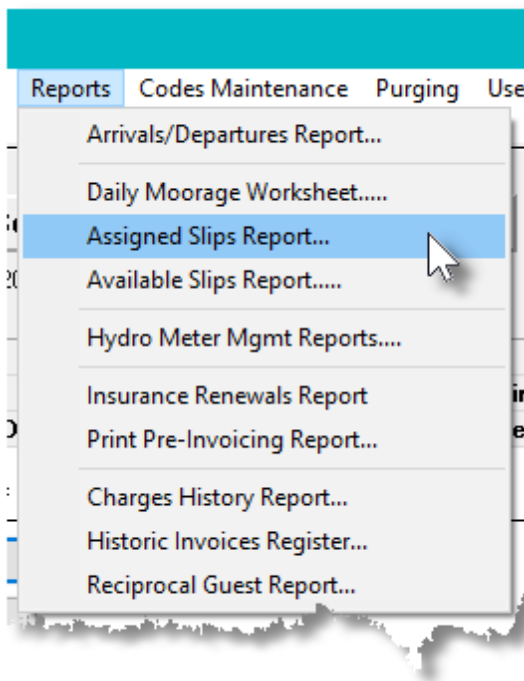 Reports Codes Maintenance Purging Use
Arrivals/Departures Report...
Daily Moorage Worksheet.....
Assigned Slips Report...
Available Slips Report.....
Hydro Meter Mgmt Reports....
Insurance Renewals Report
Print Pre-Invoicing Report...
Charges History Report...
Historic Invoices Register...
Reciprocal Guest Report...